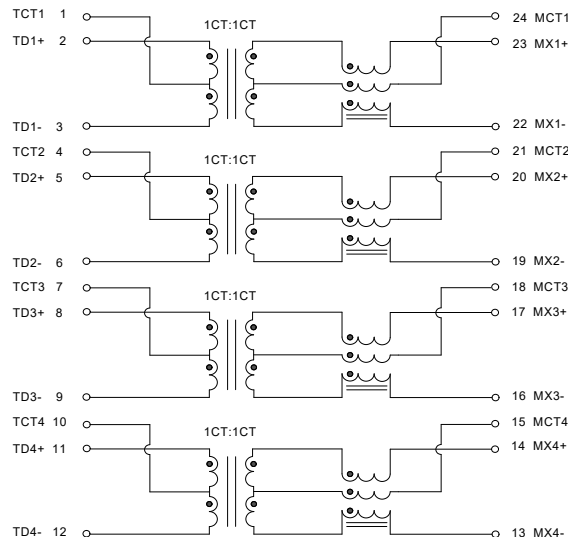 TCT1 1 1CT:1CT 24 MCT1
TD1+ 2 23 MX1+
TD1- 3 22 MX1-
TCT2 4 21 MCT2
1CT:1CT
TD2+ 5 20 MX2+
TD2- 6 19 MX2-
TCT3 7 18 MCT3
1CT:1CT
TD3+ 8 17 MX3+
TD3- 9 16 MX3-
TCT4 10 15 MCT4
1CT:1CT
TD4+ 11 14 MX4+
TD4- 12 13 MX4-